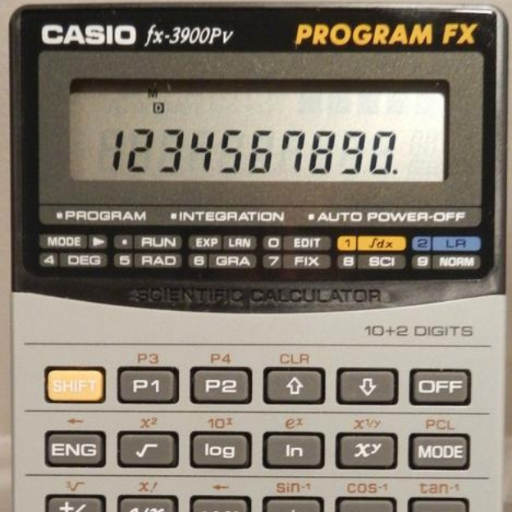 CASIO fx-3900Pv PROGRAM FX
M
D
1234567890.
▪PROGRAM ▪INTEGRATION ▪AUTO POWER-OFF
MODE ▶ • RUN EXP LRN 0 EDIT 1 ∫dx 2 LR
4 DEG 5 RAD 6 GRA 7 FIX 8 SCI 9 NORM
SCIENTIFIC CALCULATOR
10+2 DIGITS
P3 P4 CLR
SHIFT P1 P2 ⇧ ⇩ OFF
← x² 10ˣ eˣ x¹/ʸ PCL
ENG √ log ln xʸ MODE
³√ x! ← sin⁻¹ cos⁻¹ tan⁻¹
+/-